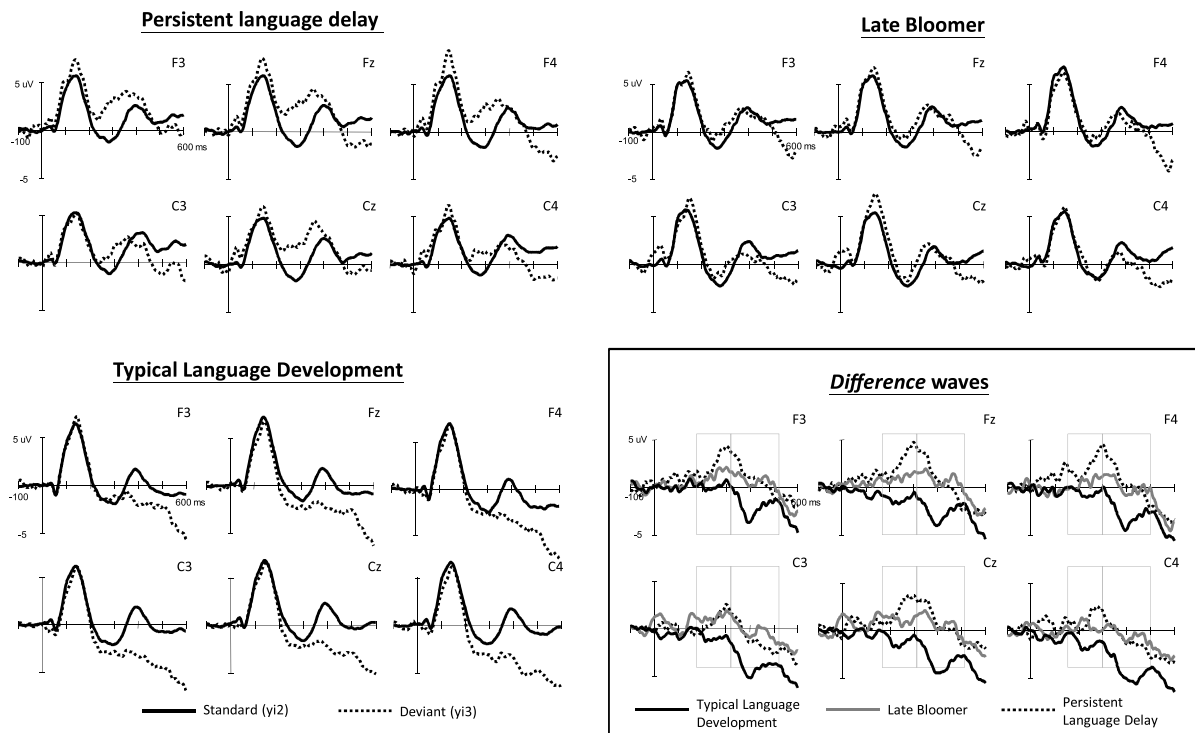 Persistent language delay
F3
Fz
F4
5 uV
-100
600 ms
-5
C3
Cz
C4
Late Bloomer
F3
Fz
F4
5 uV
-100
600 ms
-5
C3
Cz
C4
Typical Language Development
F3
Fz
F4
5 uV
-100
600 ms
-5
C3
Cz
C4
Standard (yi2)
Deviant (yi3)
Difference waves
F3
Fz
F4
5 uV
-100
600 ms
-5
C3
Cz
C4
Typical Language
Development
Late Bloomer
Persistent
Language Delay